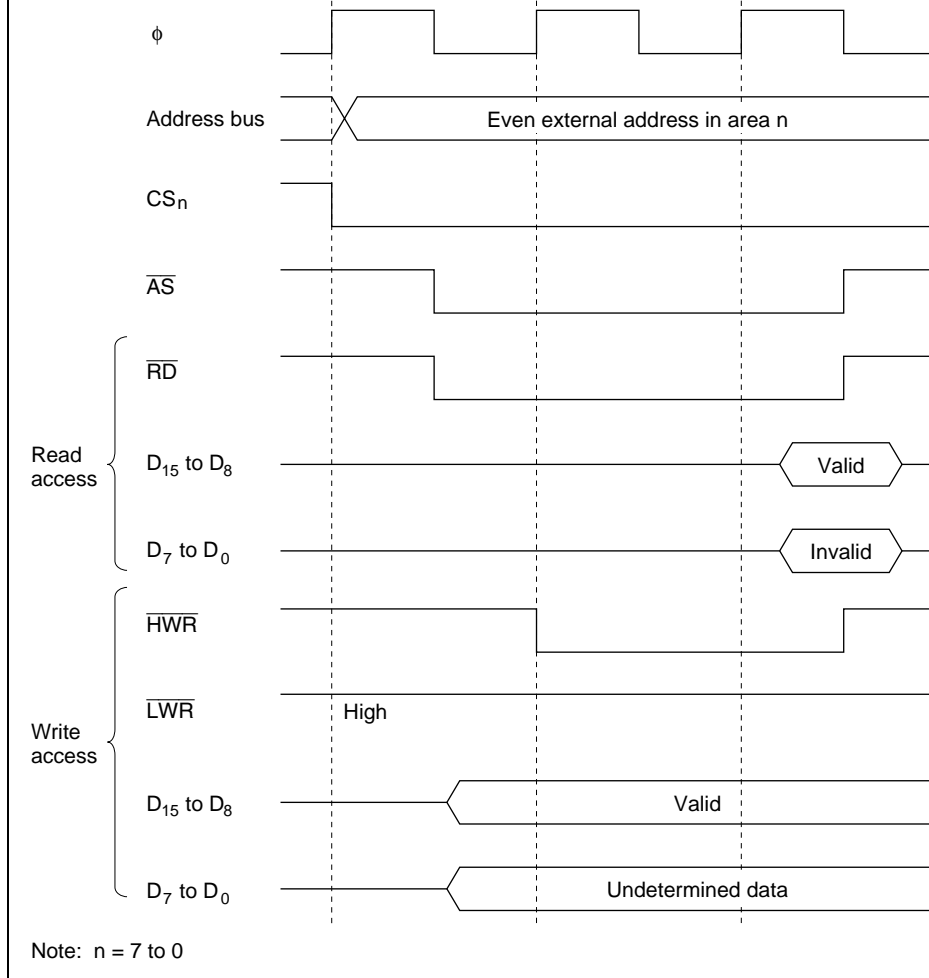 ϕ
Address bus
Even external address in area n
CSn
AS
RD
Read
access
D15 to D8
Valid
D7 to D0
Invalid
HWR
LWR
High
Write
access
D15 to D8
Valid
D7 to D0
Undetermined data
Note: n = 7 to 0